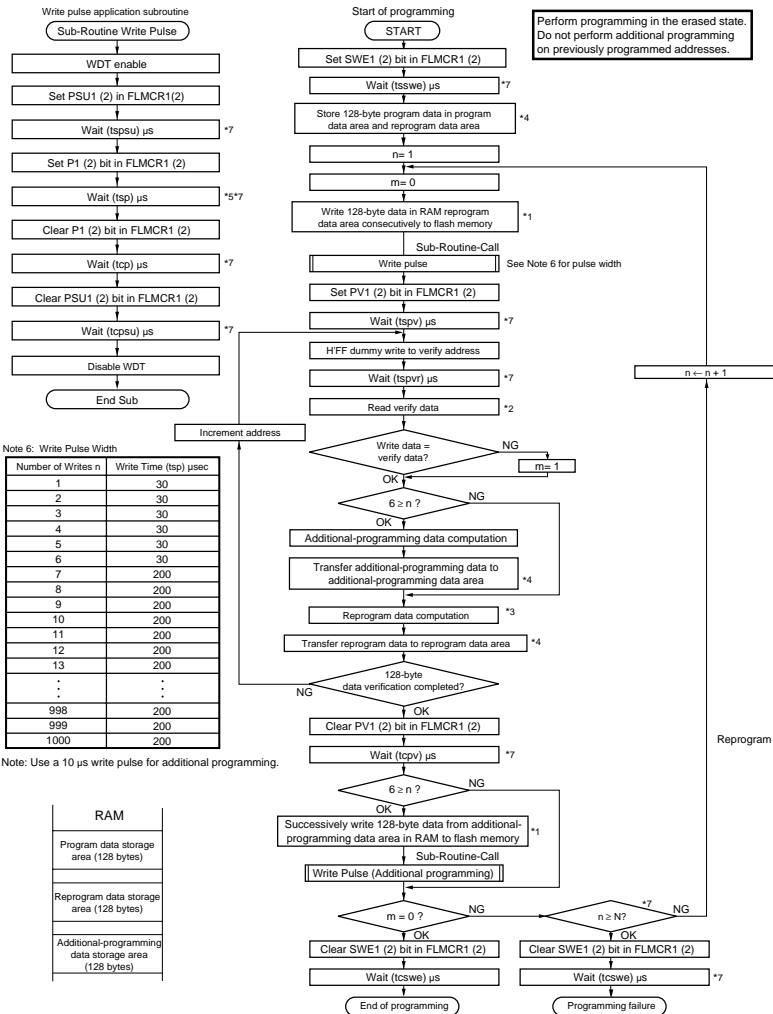 Write pulse application subroutine
Sub-Routine Write Pulse
WDT enable
Set PSU1 (2) in FLMCR1(2)
Wait (tspsu) µs
*7
Set P1 (2) bit in FLMCR1 (2)
Wait (tsp) µs
*5*7
Clear P1 (2) bit in FLMCR1 (2)
Wait (tcp) µs
*7
Clear PSU1 (2) bit in FLMCR1 (2)
Wait (tcpsu) µs
*7
Disable WDT
End Sub
Start of programming
START
Set SWE1 (2) bit in FLMCR1 (2)
Wait (tsswe) µs
*7
Store 128-byte program data in program
data area and reprogram data area
*4
n= 1
m= 0
Write 128-byte data in RAM reprogram
data area consecutively to flash memory
*1
Sub-Routine-Call
Write pulse
See Note 6 for pulse width
Set PV1 (2) bit in FLMCR1 (2)
Wait (tspv) µs
*7
H'FF dummy write to verify address
Wait (tspvr) µs
*7
Read verify data
*2
Increment address
Write data =
verify data?
NG
m= 1
OK
6 ≥ n ?
NG
OK
Additional-programming data computation
Transfer additional-programming data to
additional-programming data area
*4
Reprogram data computation
*3
Transfer reprogram data to reprogram data area
*4
128-byte
data verification completed?
NG
OK
Clear PV1 (2) bit in FLMCR1 (2)
Wait (tcpv) µs
*7
6 ≥ n ?
NG
OK
Successively write 128-byte data from additional-
programming data area in RAM to flash memory
*1
Sub-Routine-Call
Write Pulse (Additional programming)
m = 0 ?
NG
OK
Clear SWE1 (2) bit in FLMCR1 (2)
Wait (tcswe) µs
End of programming
*7
n ≥ N?
NG
OK
Clear SWE1 (2) bit in FLMCR1 (2)
Wait (tcswe) µs
*7
Programming failure
n ← n + 1
Reprogram
Perform programming in the erased state.
Do not perform additional programming
on previously programmed addresses.
Note 6: Write Pulse Width
Number of Writes n Write Time (tsp) µsec
1 30
2 30
3 30
4 30
5 30
6 30
7 200
8 200
9 200
10 200
11 200
12 200
13 200
⋮ ⋮
998 200
999 200
1000 200
Note: Use a 10 µs write pulse for additional programming.
RAM
Program data storage
area (128 bytes)
Reprogram data storage
area (128 bytes)
Additional-programming
data storage area
(128 bytes)